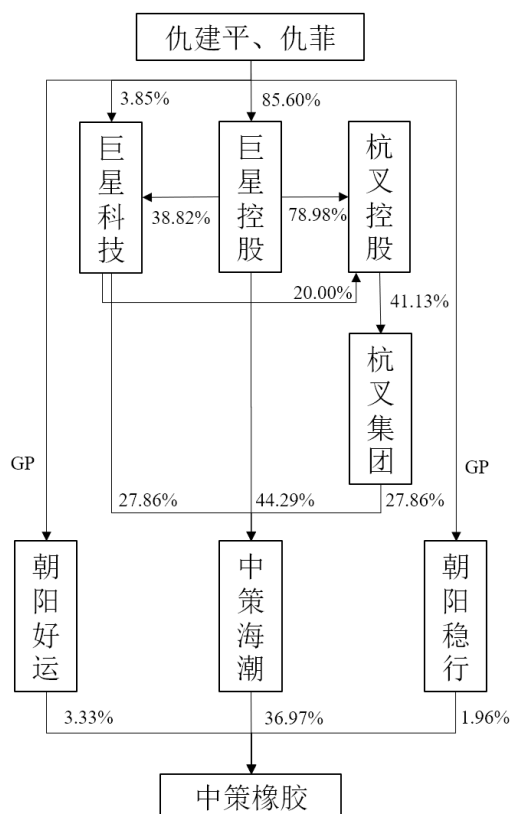 仇建平、仇菲
3.85%
85.60%
巨星科技
巨星控股
杭叉控股
38.82%
78.98%
20.00%
41.13%
杭叉集团
GP
GP
27.86%
44.29%
27.86%
朝阳好运
中策海潮
朝阳稳行
3.33%
36.97%
1.96%
中策橡胶